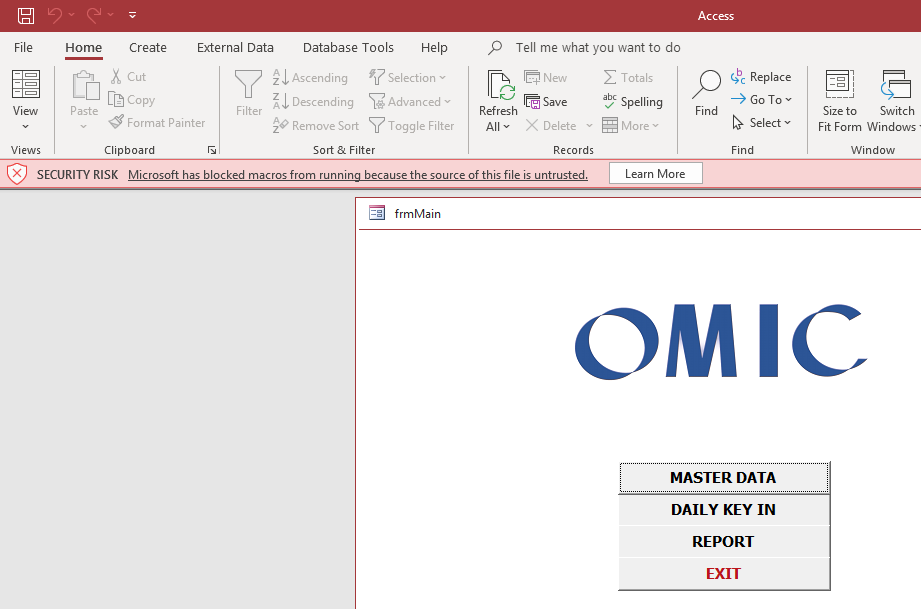 Access
File Home Create External Data Database Tools Help Tell me what you want to do
View
Views
Paste
Cut
Copy
Format Painter
Clipboard
Filter
Ascending
Descending
Remove Sort
Selection
Advanced
Toggle Filter
Sort & Filter
Refresh
All
New
Save
Delete
Totals
Spelling
More
Records
Find
Replace
Go To
Select
Find
Size to
Fit Form
Switch
Windows
Window
SECURITY RISK Microsoft has blocked macros from running because the source of this file is untrusted. Learn More
frmMain
OMIC
MASTER DATA
DAILY KEY IN
REPORT
EXIT